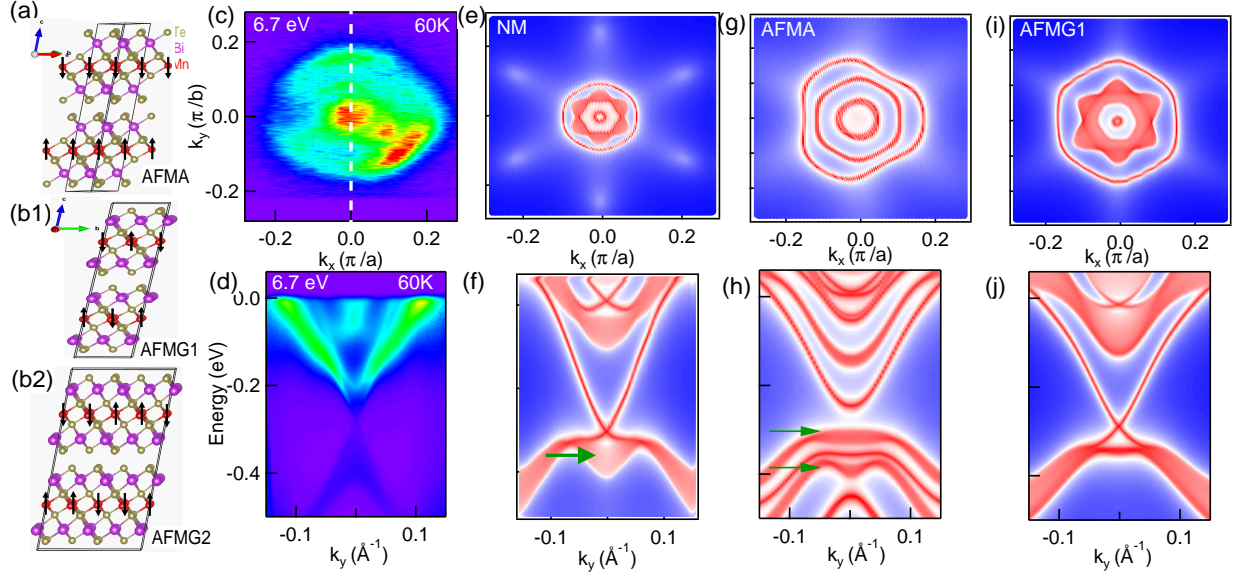 (a)
c
b
Te
Bi
Mn
AFMA
(b1)
c
b
AFMG1
(b2)
AFMG2
(c)
6.7 eV 60K
0.2
0.0
-0.2
k_y (π /b)
-0.2 0.0 0.2
k_x (π /a)
(d)
6.7 eV 60K
0.0
-0.2
-0.4
Energy (eV)
-0.1 0.1
k_y (Å⁻¹)
(e)
NM
-0.2 0.0 0.2
k_x (π /a)
(f)
-0.1 0.1
k_y (Å⁻¹)
(g)
AFMA
-0.2 0.0 0.2
k_x (π /a)
(h)
-0.1 0.1
k_y (Å⁻¹)
(i)
AFMG1
-0.2 0.0 0.2
k_x (π /a)
(j)
-0.1 0.1
k_y (Å⁻¹)